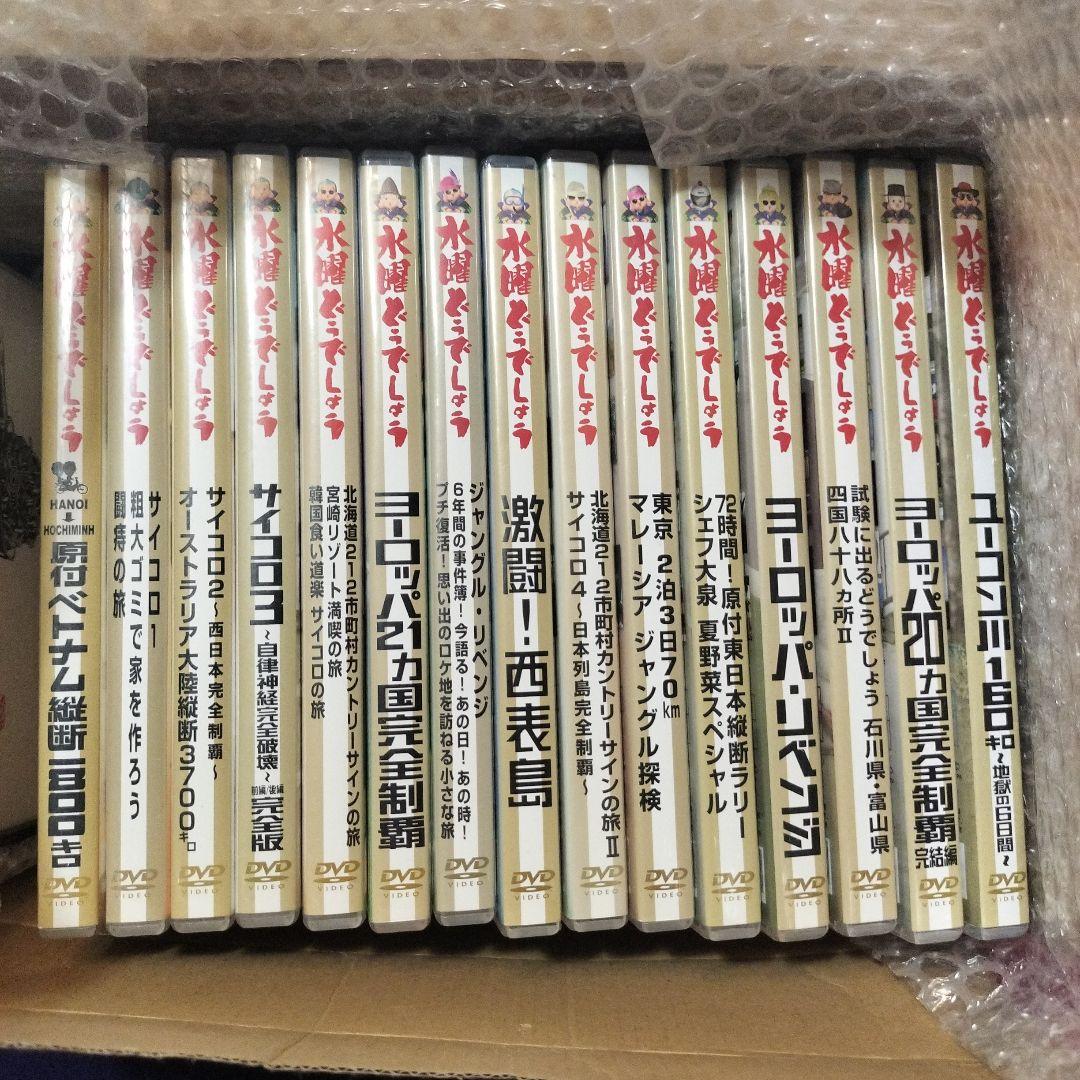 水曜どうでしょう
HANOI
HOCHIMINH
原付ベトナム縦断1800キロ
DVD
VIDEO
水曜どうでしょう
サイコロ1
粗大ゴミで家を作ろう
闘痔の旅
DVD
VIDEO
水曜どうでしょう
サイコロ2～西日本完全制覇～
オーストラリア大陸縦断3700キロ
DVD
VIDEO
水曜どうでしょう
サイコロ3
～自律神経完全破壊～
前編/後編
完全版
DVD
VIDEO
水曜どうでしょう
北海道212市町村カントリーサインの旅
宮崎リゾート満喫の旅
韓国食い道楽 サイコロの旅
DVD
VIDEO
水曜どうでしょう
ヨーロッパ21ヵ国完全制覇
DVD
VIDEO
水曜どうでしょう
ジャングル・リベンジ
6年間の事件簿!今語る!あの日!あの時!
プチ復活!思い出のロケ地を訪ねる小さな旅
DVD
VIDEO
水曜どうでしょう
激闘!西表島
DVD
VIDEO
水曜どうでしょう
北海道212市町村カントリーサインの旅 II
サイコロ4～日本列島完全制覇～
DVD
VIDEO
水曜どうでしょう
東京 2泊3日70km
マレーシア ジャングル探検
DVD
VIDEO
水曜どうでしょう
72時間!原付東日本縦断ラリー
シェフ大泉 夏野菜スペシャル
DVD
VIDEO
水曜どうでしょう
ヨーロッパ・リベンジ
DVD
VIDEO
水曜どうでしょう
試験に出るどうでしょう 石川県・富山県
四国八十八ヵ所II
DVD
VIDEO
水曜どうでしょう
ヨーロッパ20ヵ国完全制覇
完結編
DVD
VIDEO
水曜どうでしょう
ユーコン川160キロ
～地獄の6日間～
DVD
VIDEO